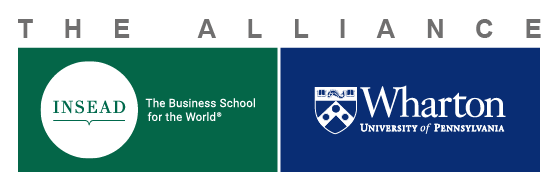 THE ALLIANCE
INSEAD
The Business School
for the World®
Wharton
UNIVERSITY of PENNSYLVANIA